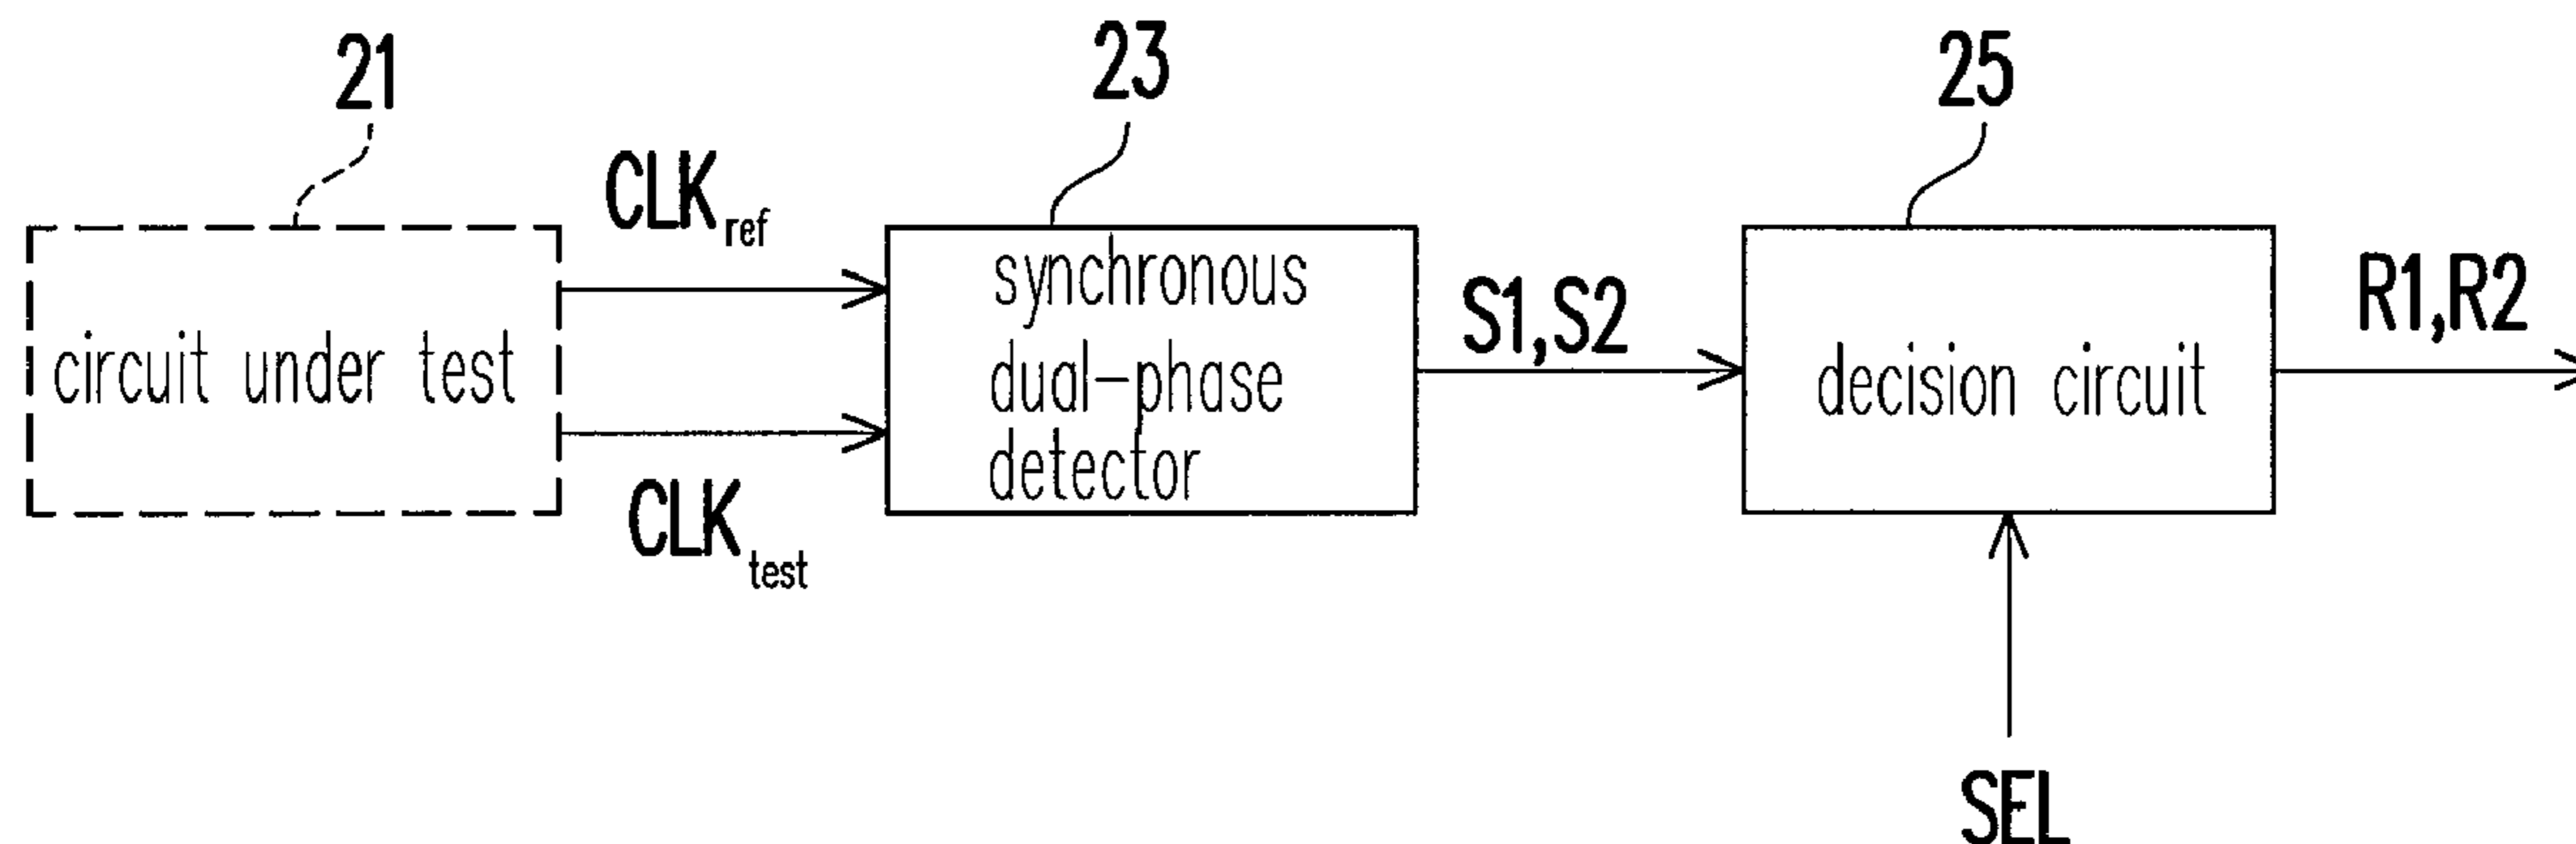 21
23
25
CLKref
circuit under test
synchronous
dual-phase
detector
S1,S2
decision circuit
R1,R2
CLKtest
SEL